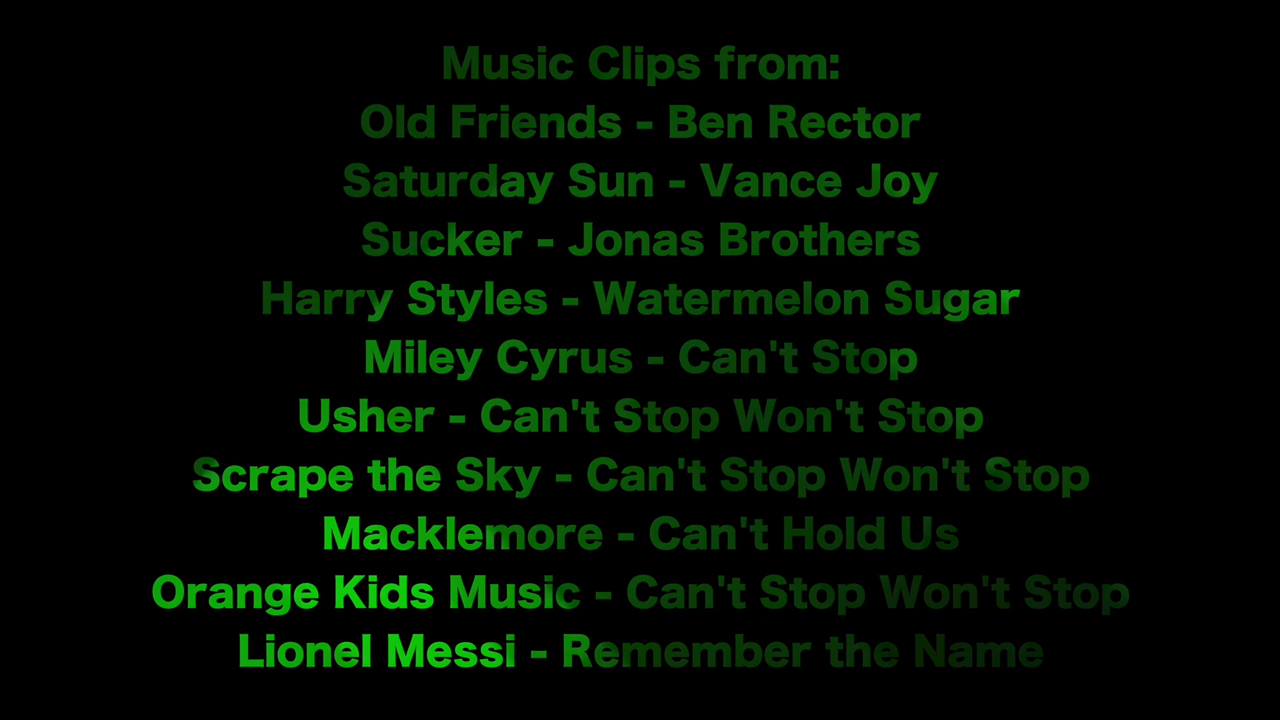 Music Clips from:
Old Friends - Ben Rector
Saturday Sun - Vance Joy
Sucker - Jonas Brothers
Harry Styles - Watermelon Sugar
Miley Cyrus - Can't Stop
Usher - Can't Stop Won't Stop
Scrape the Sky - Can't Stop Won't Stop
Macklemore - Can't Hold Us
Orange Kids Music - Can't Stop Won't Stop
Lionel Messi - Remember the Name